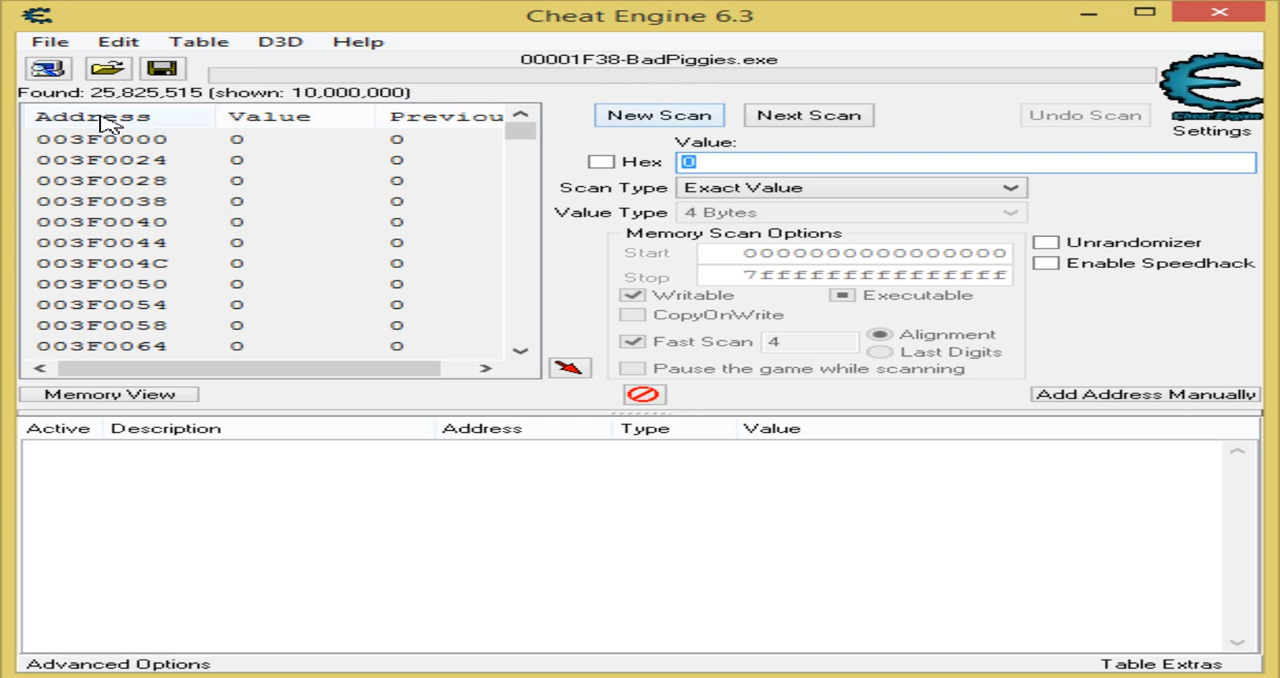 Cheat Engine 6.3
File Edit Table D3D Help
00001F38-BadPiggies.exe
Found: 25,825,515 (shown: 10,000,000)
Address Value Previou
003F0000 0 0
003F0024 0 0
003F0028 0 0
003F0038 0 0
003F0040 0 0
003F0044 0 0
003F004C 0 0
003F0050 0 0
003F0054 0 0
003F0058 0 0
003F0064 0 0
New Scan Next Scan Undo Scan
Cheat Engine
Settings
Value:
Hex 0
Scan Type Exact Value
Value Type 4 Bytes
Memory Scan Options
Start 0000000000000000
Stop 7fffffffffffffff
Writable Executable
CopyOnWrite
Fast Scan 4 Alignment
Last Digits
Pause the game while scanning
Unrandomizer
Enable Speedhack
Memory View Add Address Manually
Active Description Address Type Value
Advanced Options Table Extras